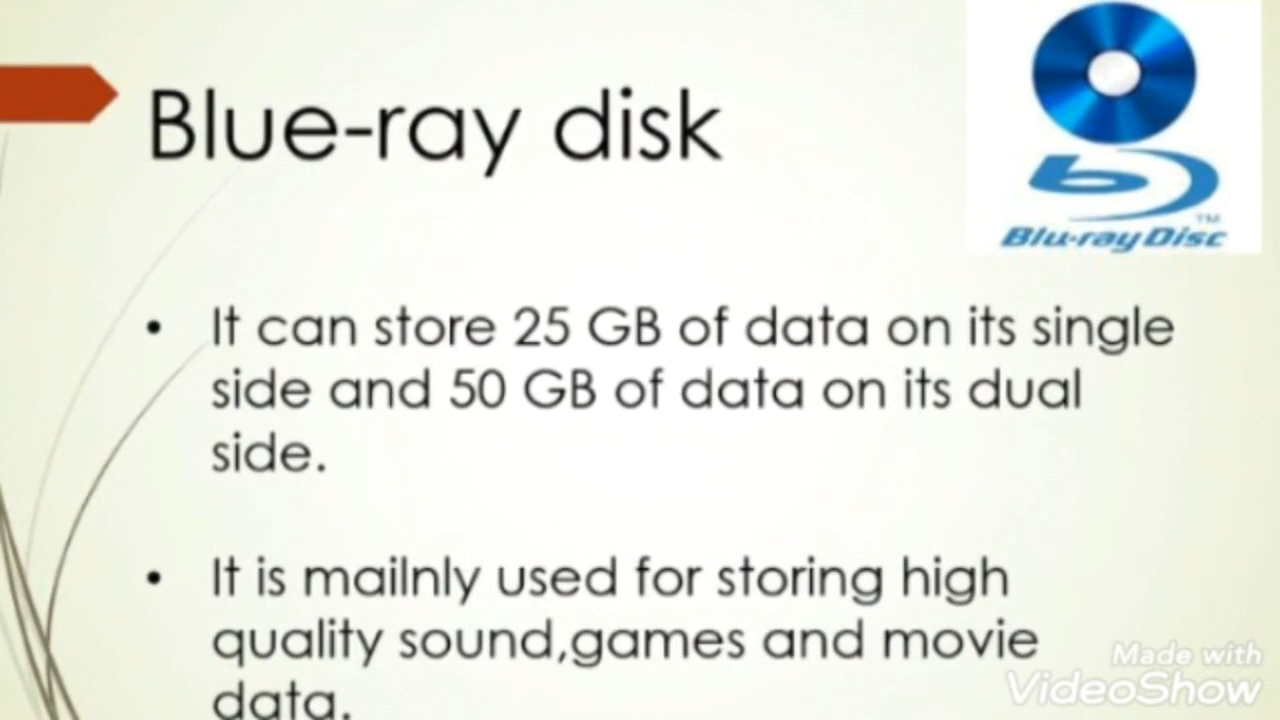 Blue-ray disk
Blu-ray Disc
TM
• It can store 25 GB of data on its single
side and 50 GB of data on its dual
side.
• It is mailnly used for storing high
quality sound,games and movie
data.
Made with
VideoShow